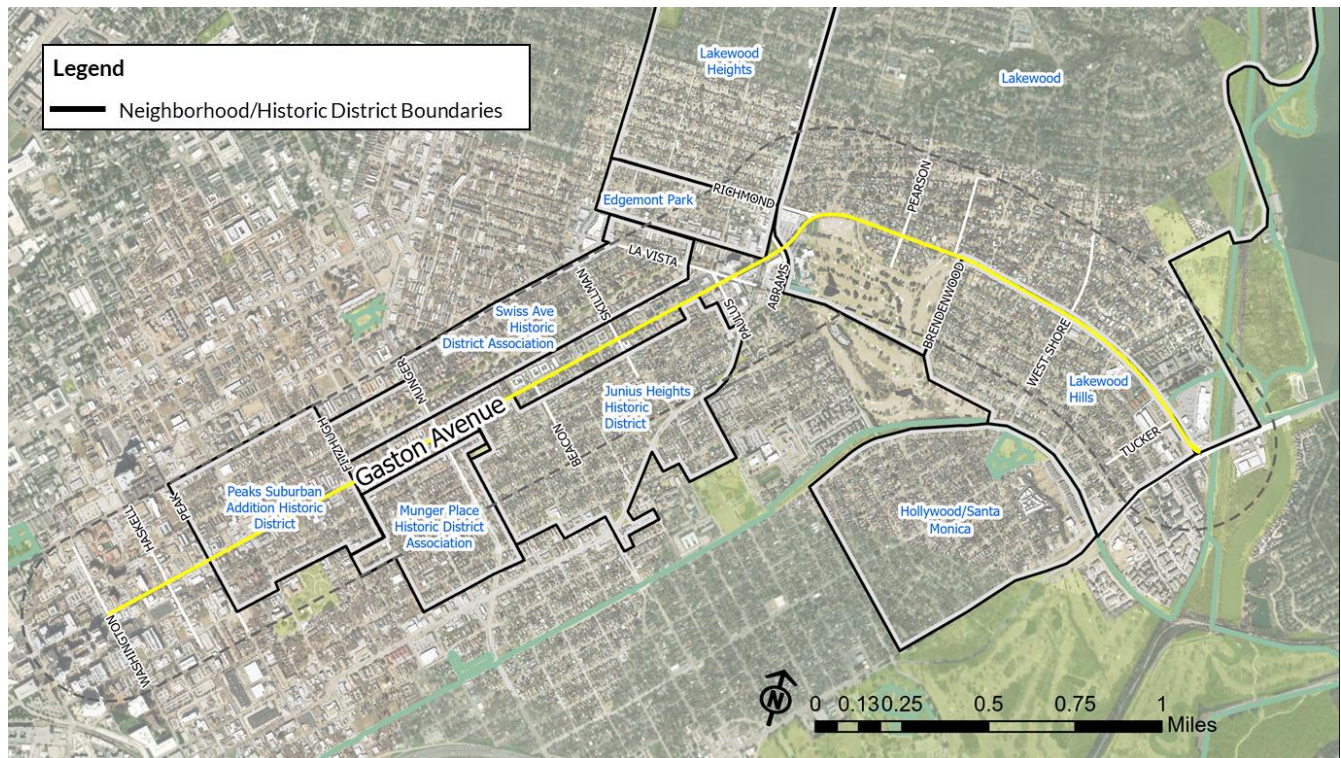 Legend
Neighborhood/Historic District Boundaries
Lakewood
Heights
Lakewood
Edgemont Park
RICHMOND
PEARSON
LA VISTA
ABRAMS
SKILLMAN
PAULUS
BRENDENWOOD
Swiss Ave
Historic
District Association
MUNGER
WEST SHORE
Lakewood
Hills
Junius Heights
Historic
District
Gaston Avenue
FITZHUGH
BEACON
TUCKER
Peaks Suburban
Addition Historic
District
PEAK
HASKELL
Munger Place
Historic District
Association
Hollywood/Santa
Monica
WASHINGTON
N
0 0.13 0.25 0.5 0.75 1
Miles